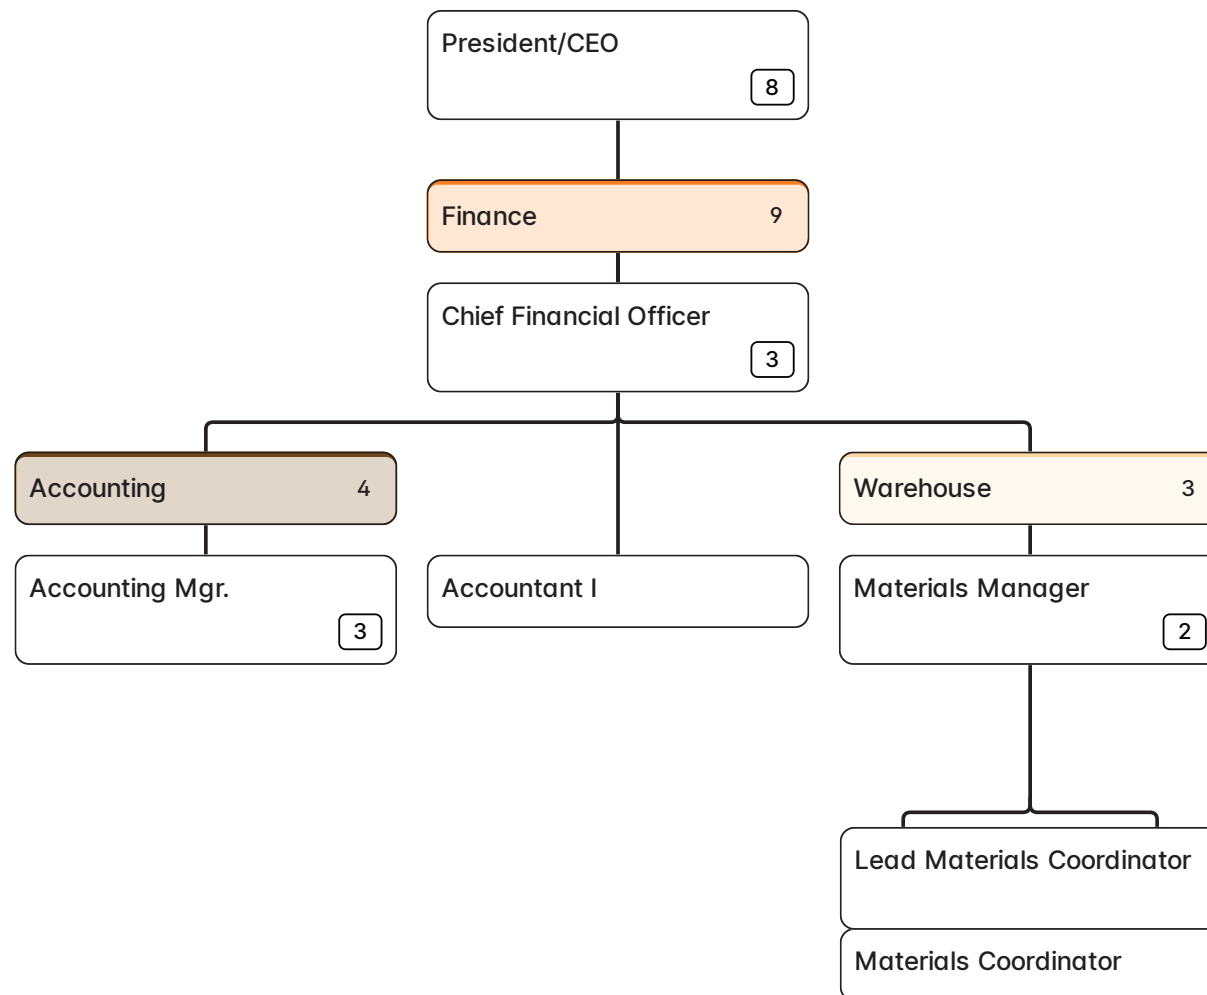 President/CEO
8
Finance 9
Chief Financial Officer
3
Accounting 4
Warehouse 3
Accounting Mgr.
3
Accountant I
Materials Manager
2
Lead Materials Coordinator
Materials Coordinator